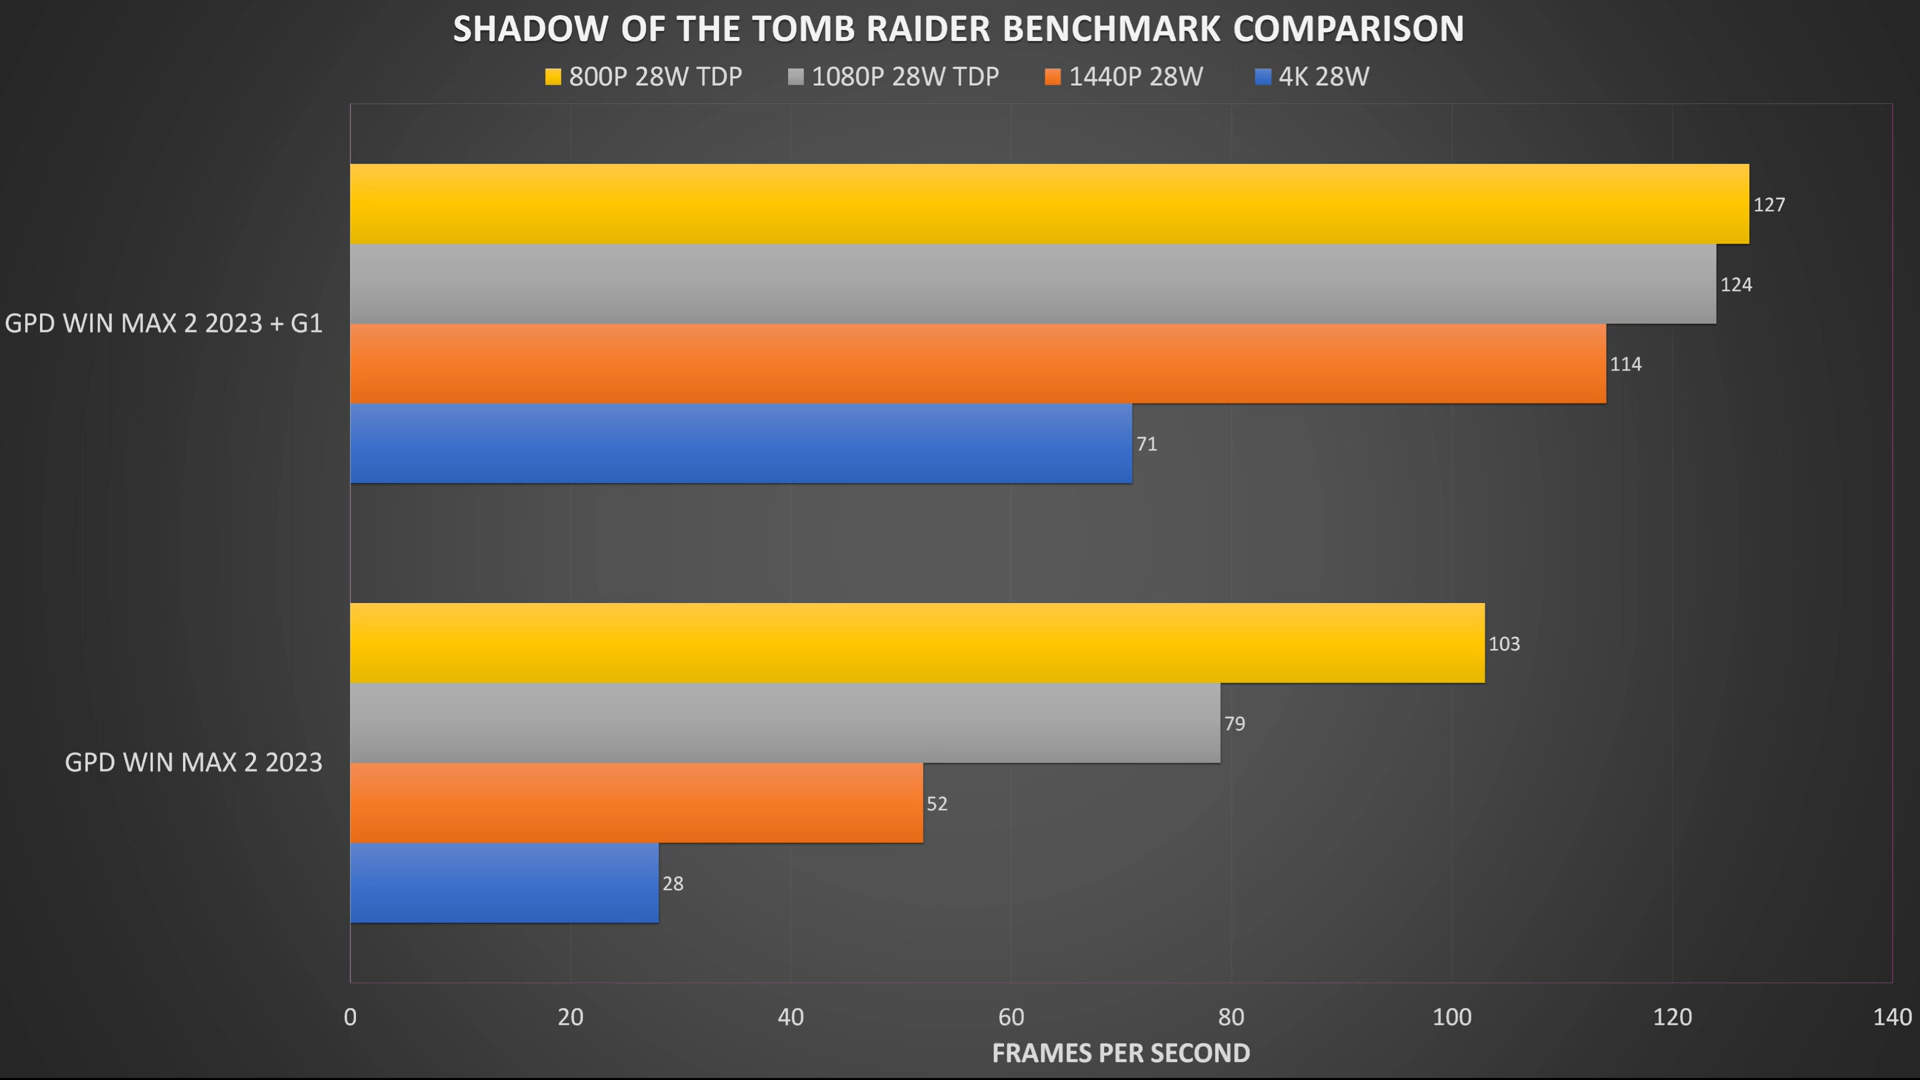 SHADOW OF THE TOMB RAIDER BENCHMARK COMPARISON
800P 28W TDP 1080P 28W TDP 1440P 28W 4K 28W
127
124
GPD WIN MAX 2 2023 + G1
114
71
103
79
GPD WIN MAX 2 2023
52
28
0 20 40 60 80 100 120 140
FRAMES PER SECOND